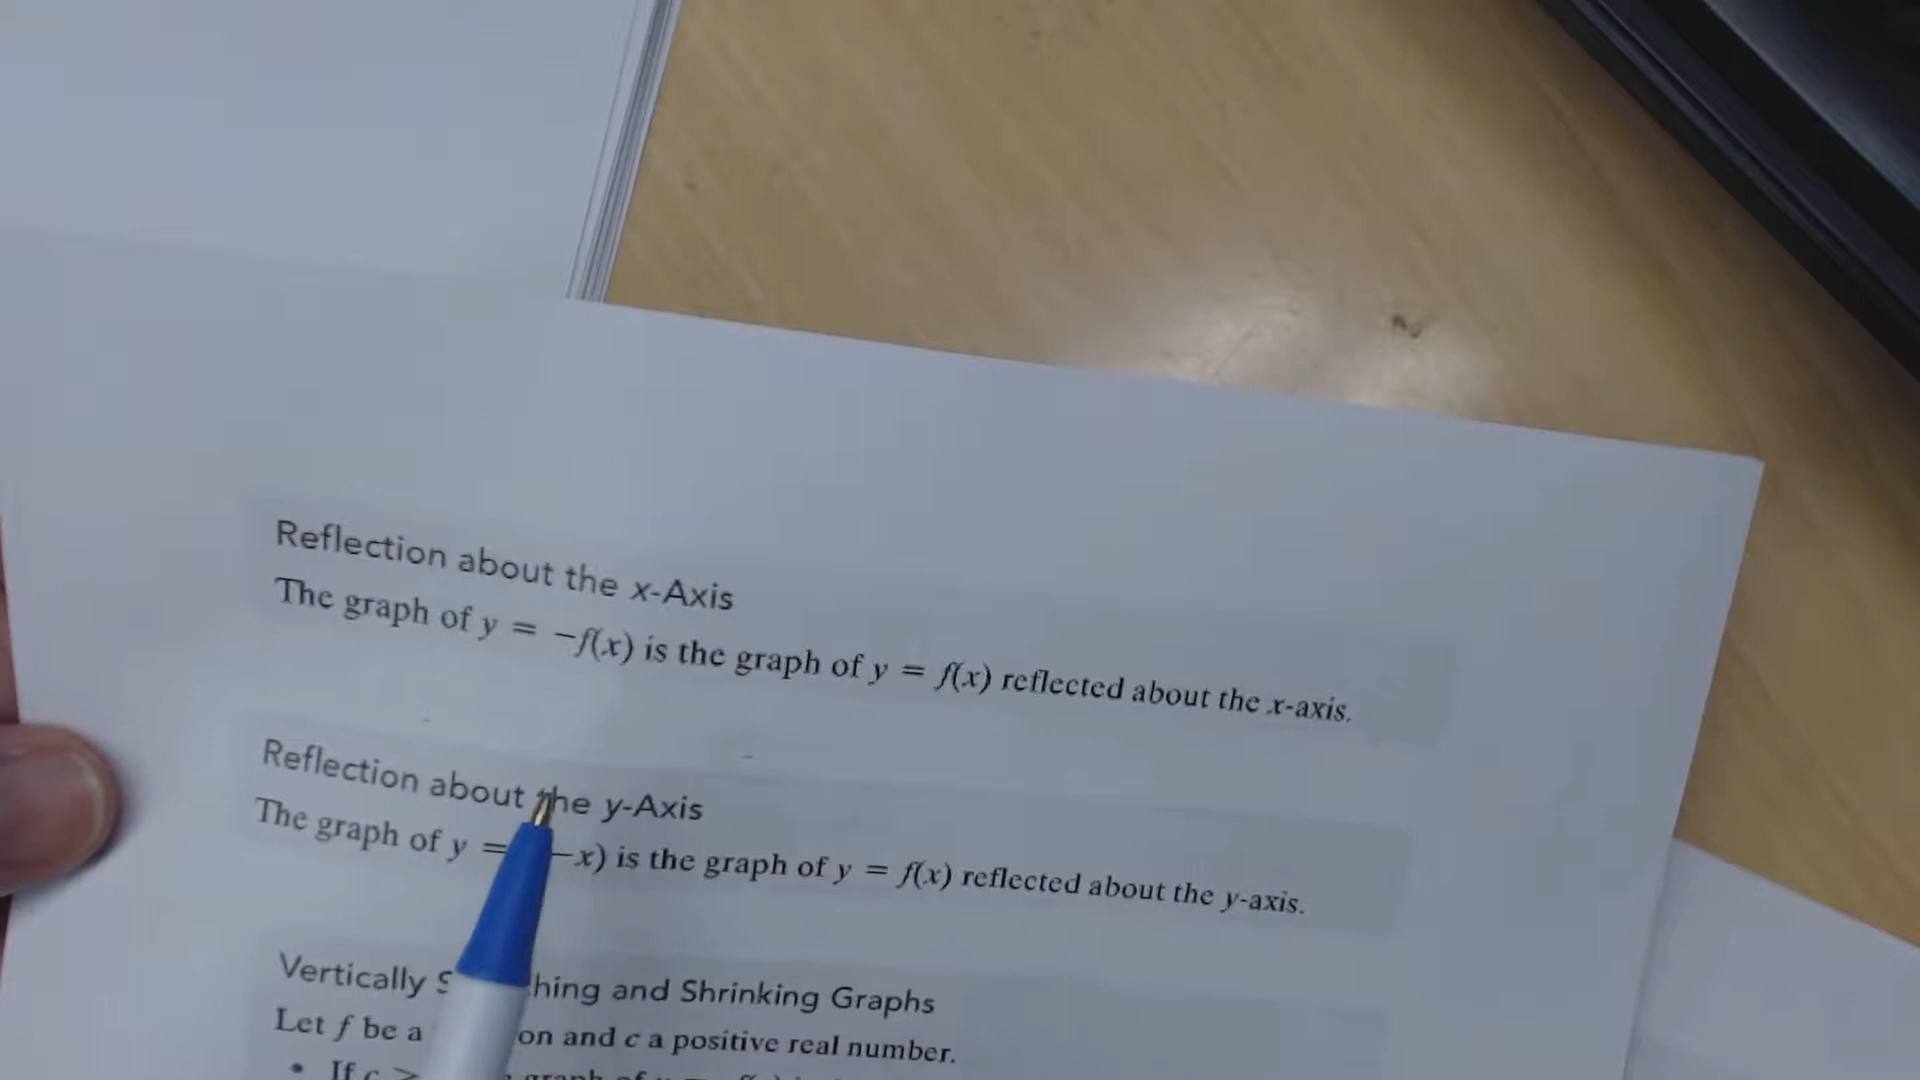 Reflection about the x-Axis
The graph of y = −f(x) is the graph of y = f(x) reflected about the x-axis.
Reflection about the y-Axis
The graph of y = −x) is the graph of y = f(x) reflected about the y-axis.
Vertically and Shrinking Graphs
Let f be a and c a positive real number.
• If c >